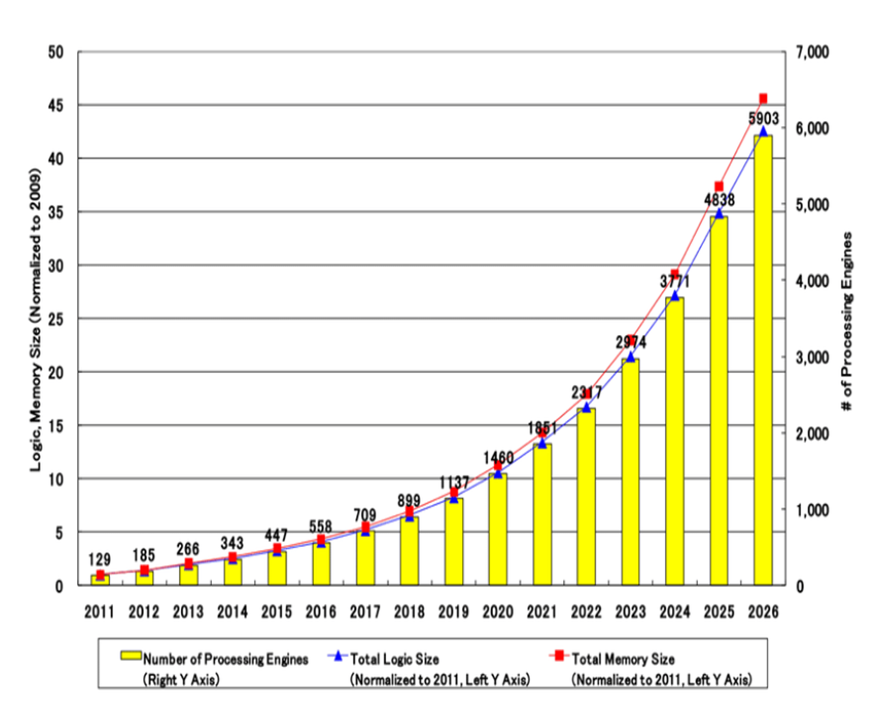 Logic, Memory Size (Normalized to 2009)
50
45
40
35
30
25
20
15
10
5
0
7,000
6,000
5,000
4,000
3,000
2,000
1,000
0
# of Processing Engines
129 185 266 343 447 558 709 899 1137 1460 1851 2317 2974 3771 4838 5903
2011 2012 2013 2014 2015 2016 2017 2018 2019 2020 2021 2022 2023 2024 2025 2026
Number of Processing Engines
(Right Y Axis)
Total Logic Size
(Normalized to 2011, Left Y Axis)
Total Memory Size
(Normalized to 2011, Left Y Axis)